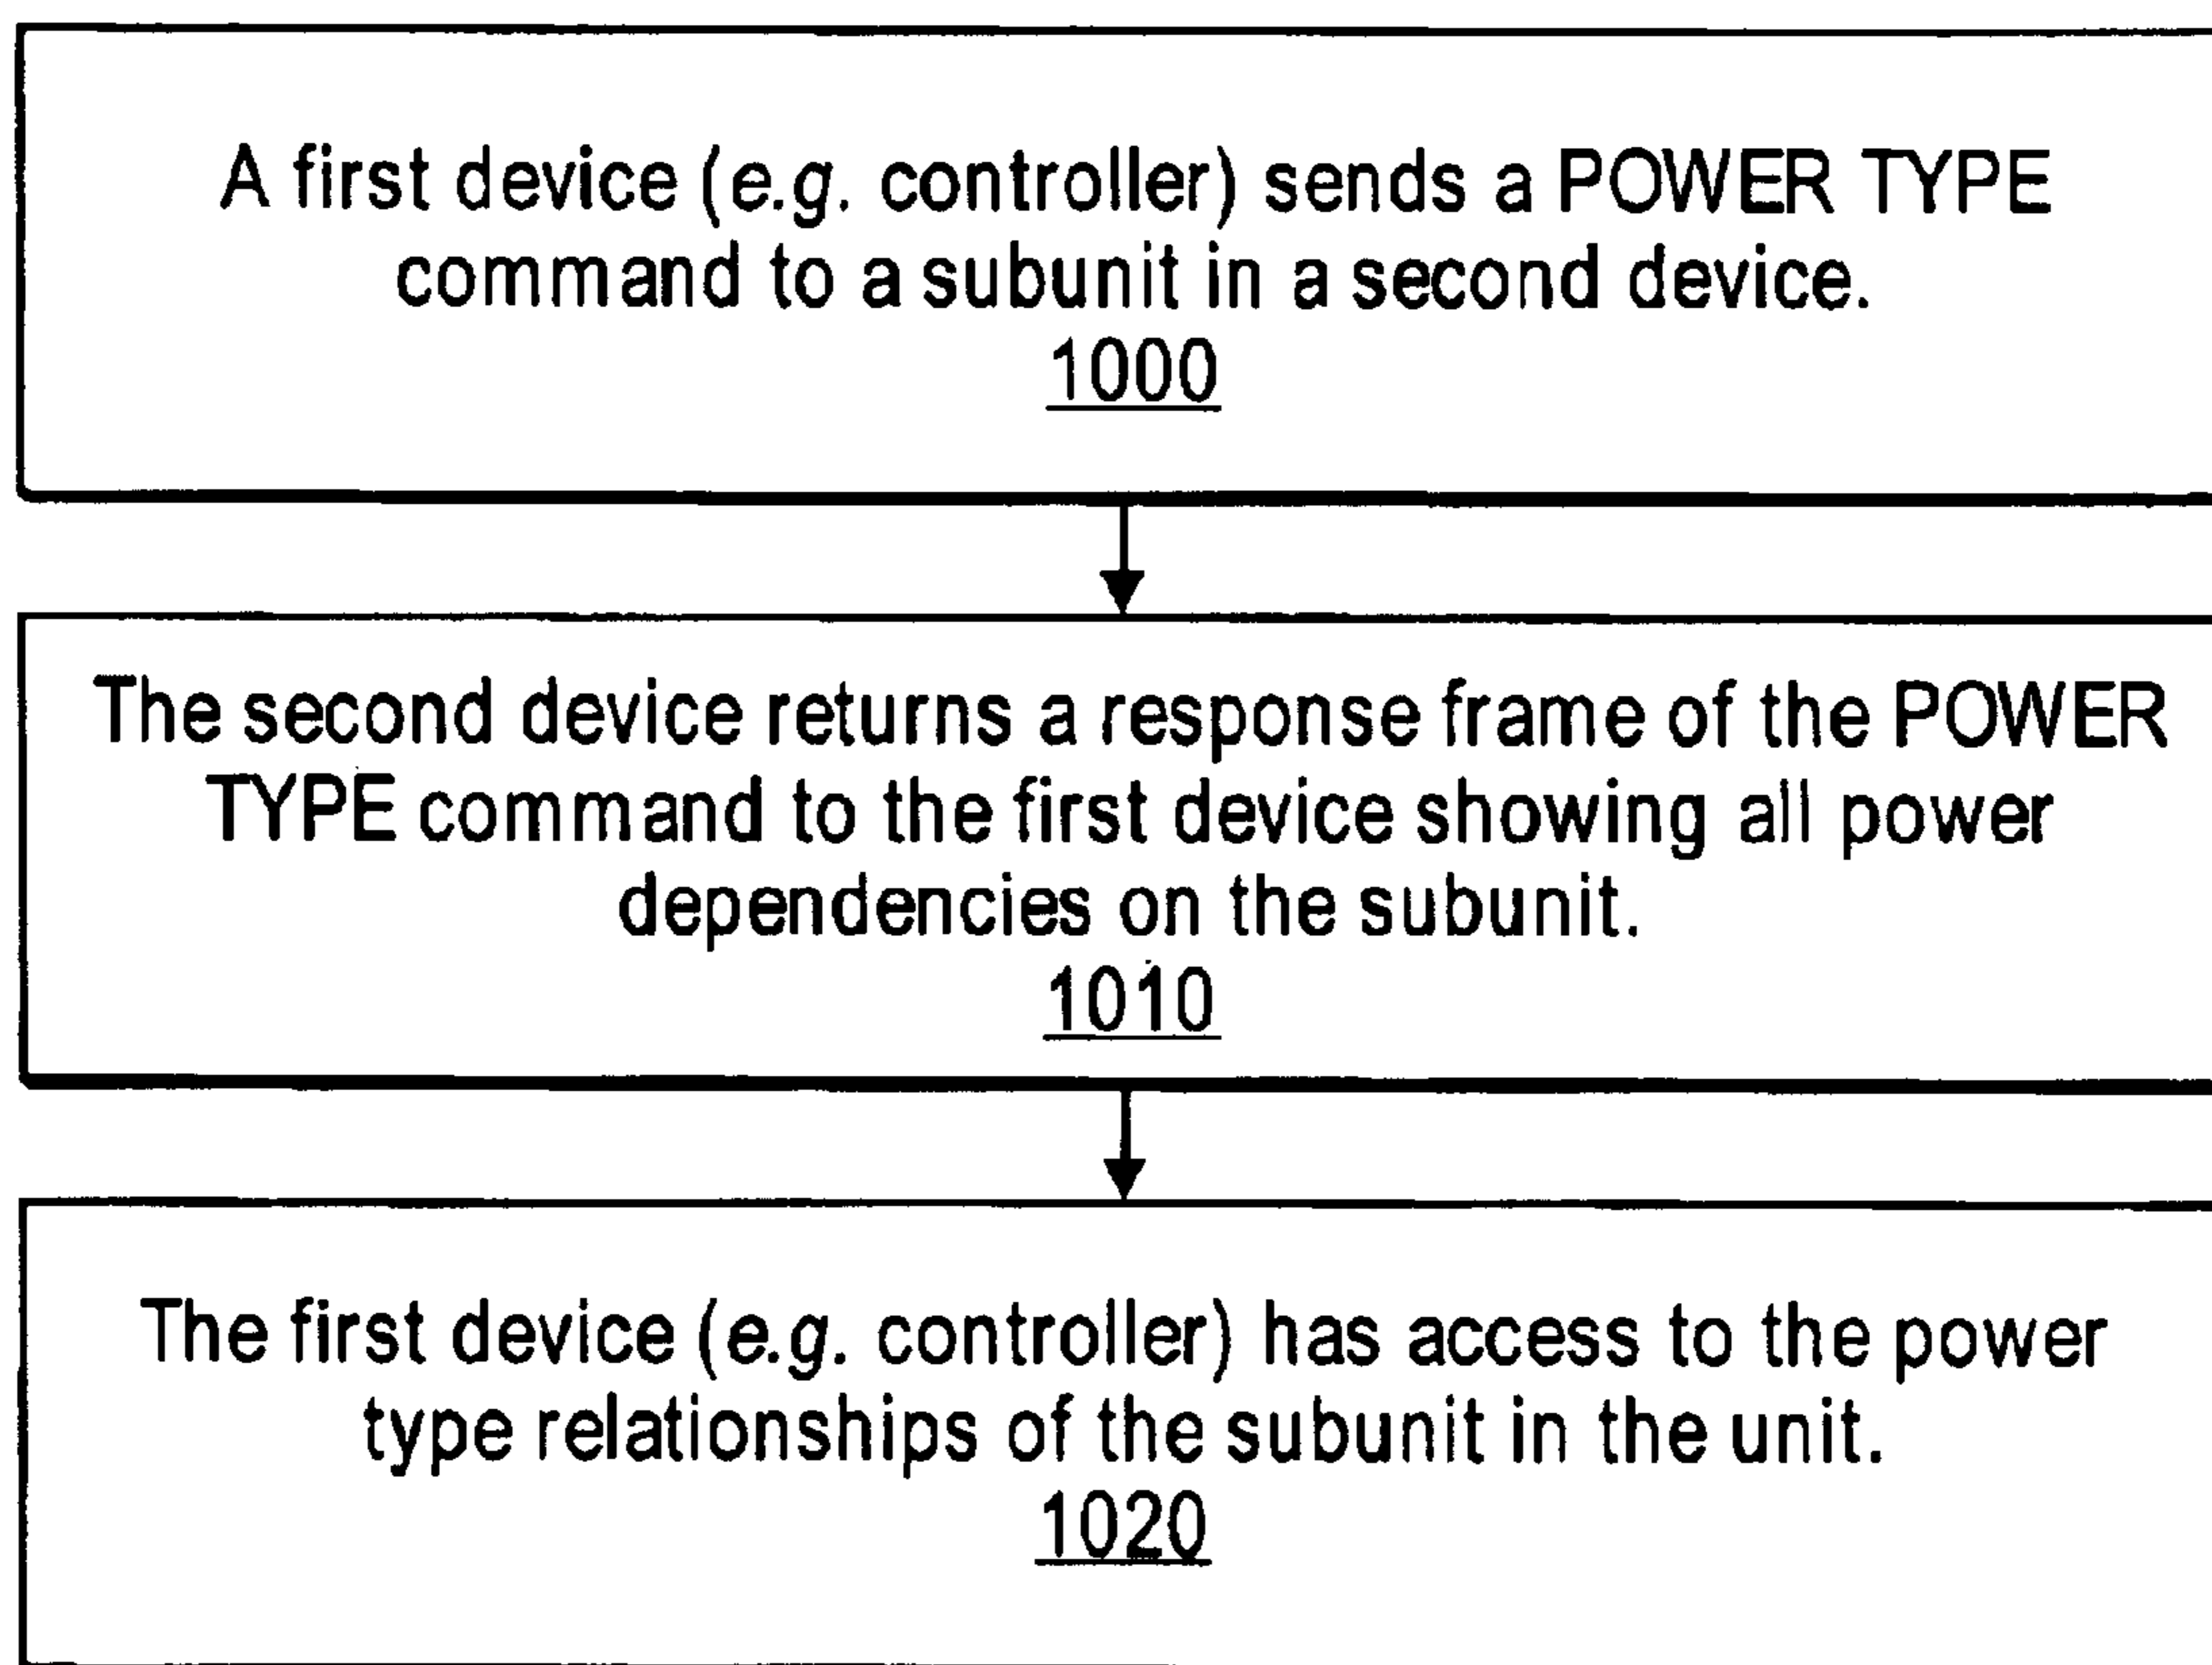 A first device (e.g. controller) sends a POWER TYPE
command to a subunit in a second device.
1000
The second device returns a response frame of the POWER
TYPE command to the first device showing all power
dependencies on the subunit.
1010
The first device (e.g. controller) has access to the power
type relationships of the subunit in the unit.
1020